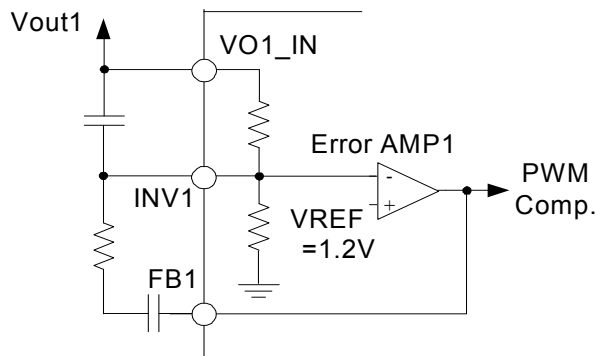 Vout1
VO1_IN
Error AMP1
-
+
PWM
Comp.
INV1
VREF
=1.2V
FB1